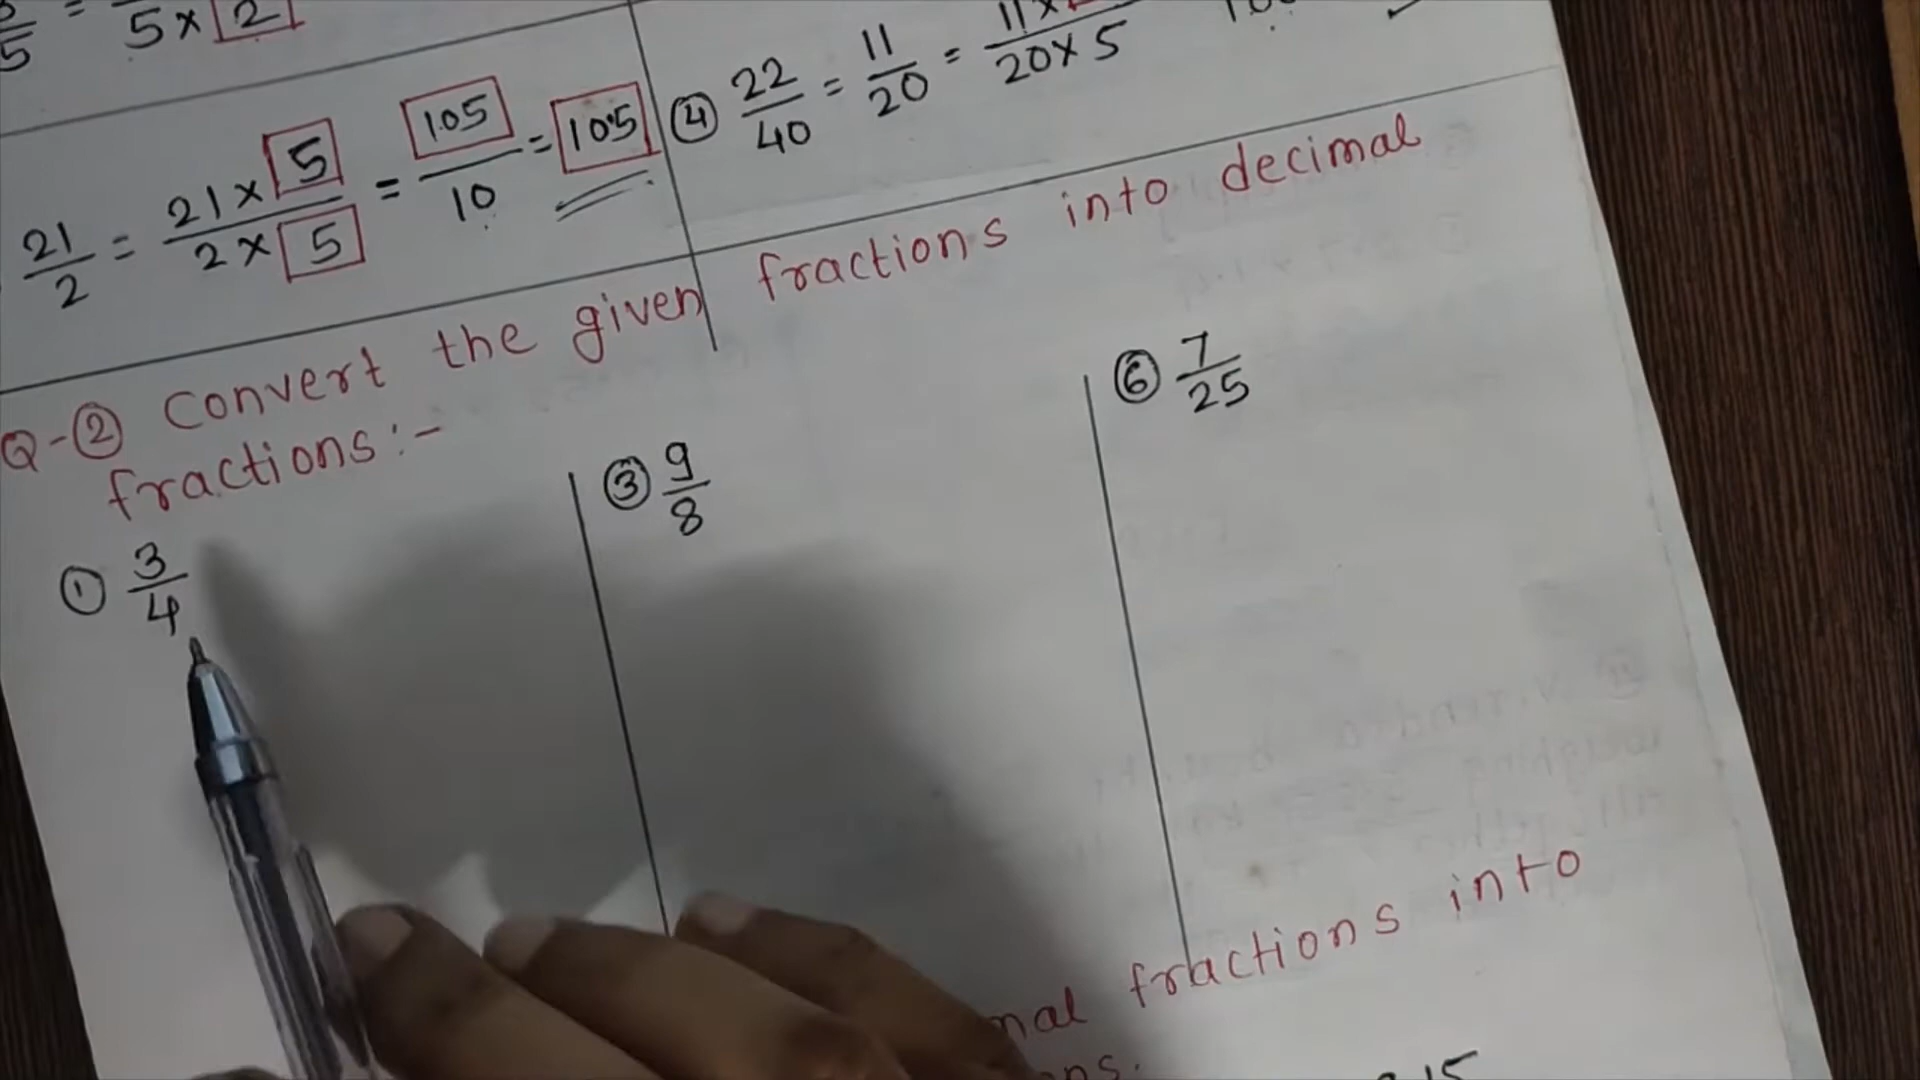 5 = 5 × 2
21/2 = 21 × 5 / 2 × 5 = 105/10 = 10.5
④ 22/40 = 11/20 = 11 × / 20 × 5
Q-② Convert the given fractions into decimal
fractions:-
① 3/4
③ 9/8
⑥ 7/25
fractions into